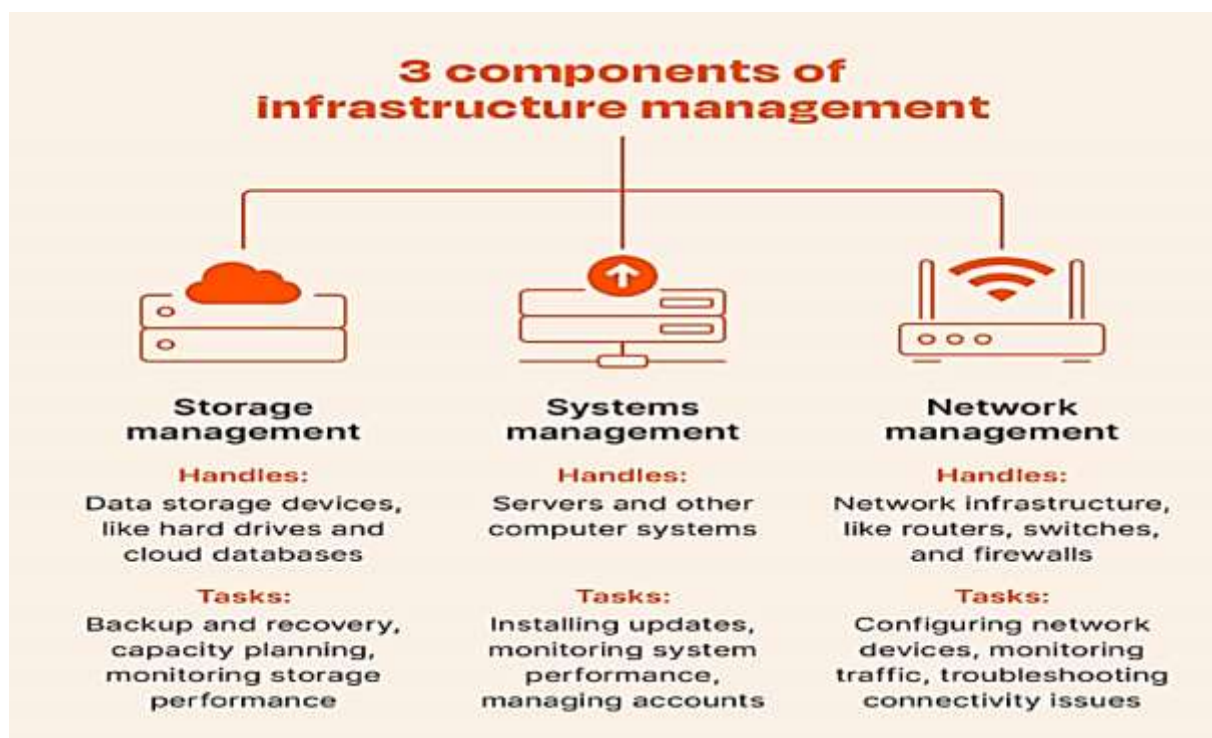 3 components of
infrastructure management
Storage
management
Handles:
Data storage devices,
like hard drives and
cloud databases
Tasks:
Backup and recovery,
capacity planning,
monitoring storage
performance
Systems
management
Handles:
Servers and other
computer systems
Tasks:
Installing updates,
monitoring system
performance,
managing accounts
Network
management
Handles:
Network infrastructure,
like routers, switches,
and firewalls
Tasks:
Configuring network
devices, monitoring
traffic, troubleshooting
connectivity issues